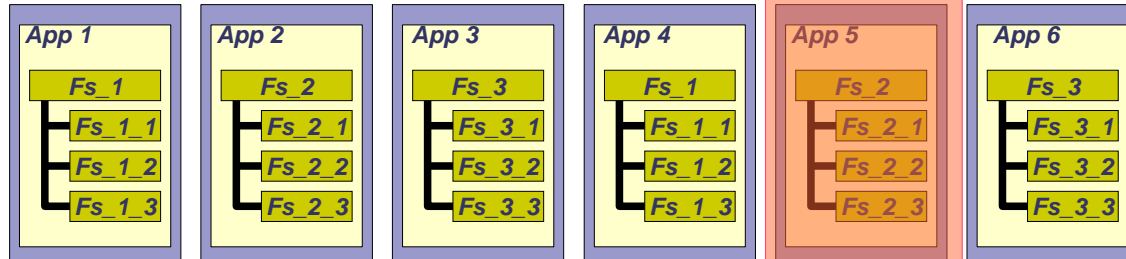 App 1
Fs_1
Fs_1_1
Fs_1_2
Fs_1_3
App 2
Fs_2
Fs_2_1
Fs_2_2
Fs_2_3
App 3
Fs_3
Fs_3_1
Fs_3_2
Fs_3_3
App 4
Fs_1
Fs_1_1
Fs_1_2
Fs_1_3
App 5
Fs_2
Fs_2_1
Fs_2_2
Fs_2_3
App 6
Fs_3
Fs_3_1
Fs_3_2
Fs_3_3